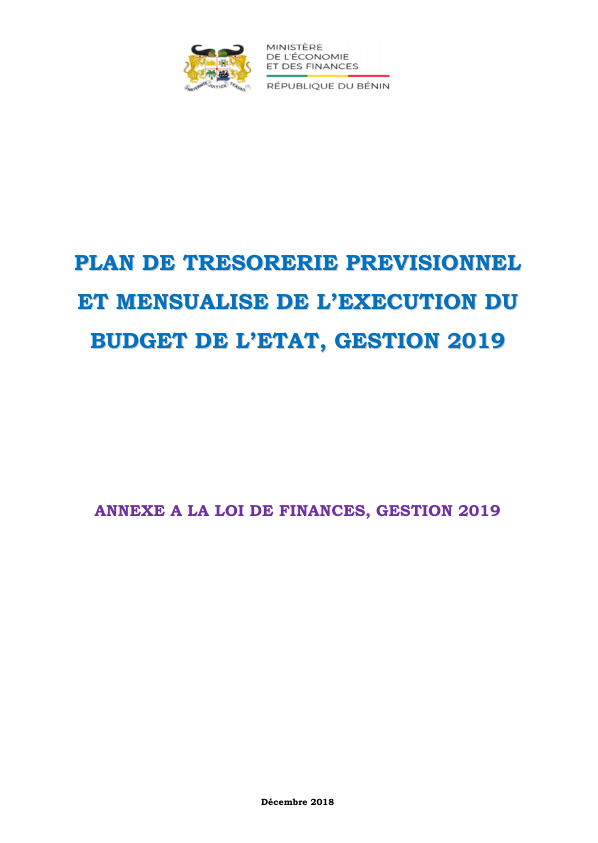 MINISTÈRE
DE L'ÉCONOMIE
ET DES FINANCES
RÉPUBLIQUE DU BÉNIN
FRATERNITÉ JUSTICE TRAVAIL
PLAN DE TRESORERIE PREVISIONNEL
ET MENSUALISE DE L’EXECUTION DU
BUDGET DE L’ETAT, GESTION 2019
ANNEXE A LA LOI DE FINANCES, GESTION 2019
Décembre 2018